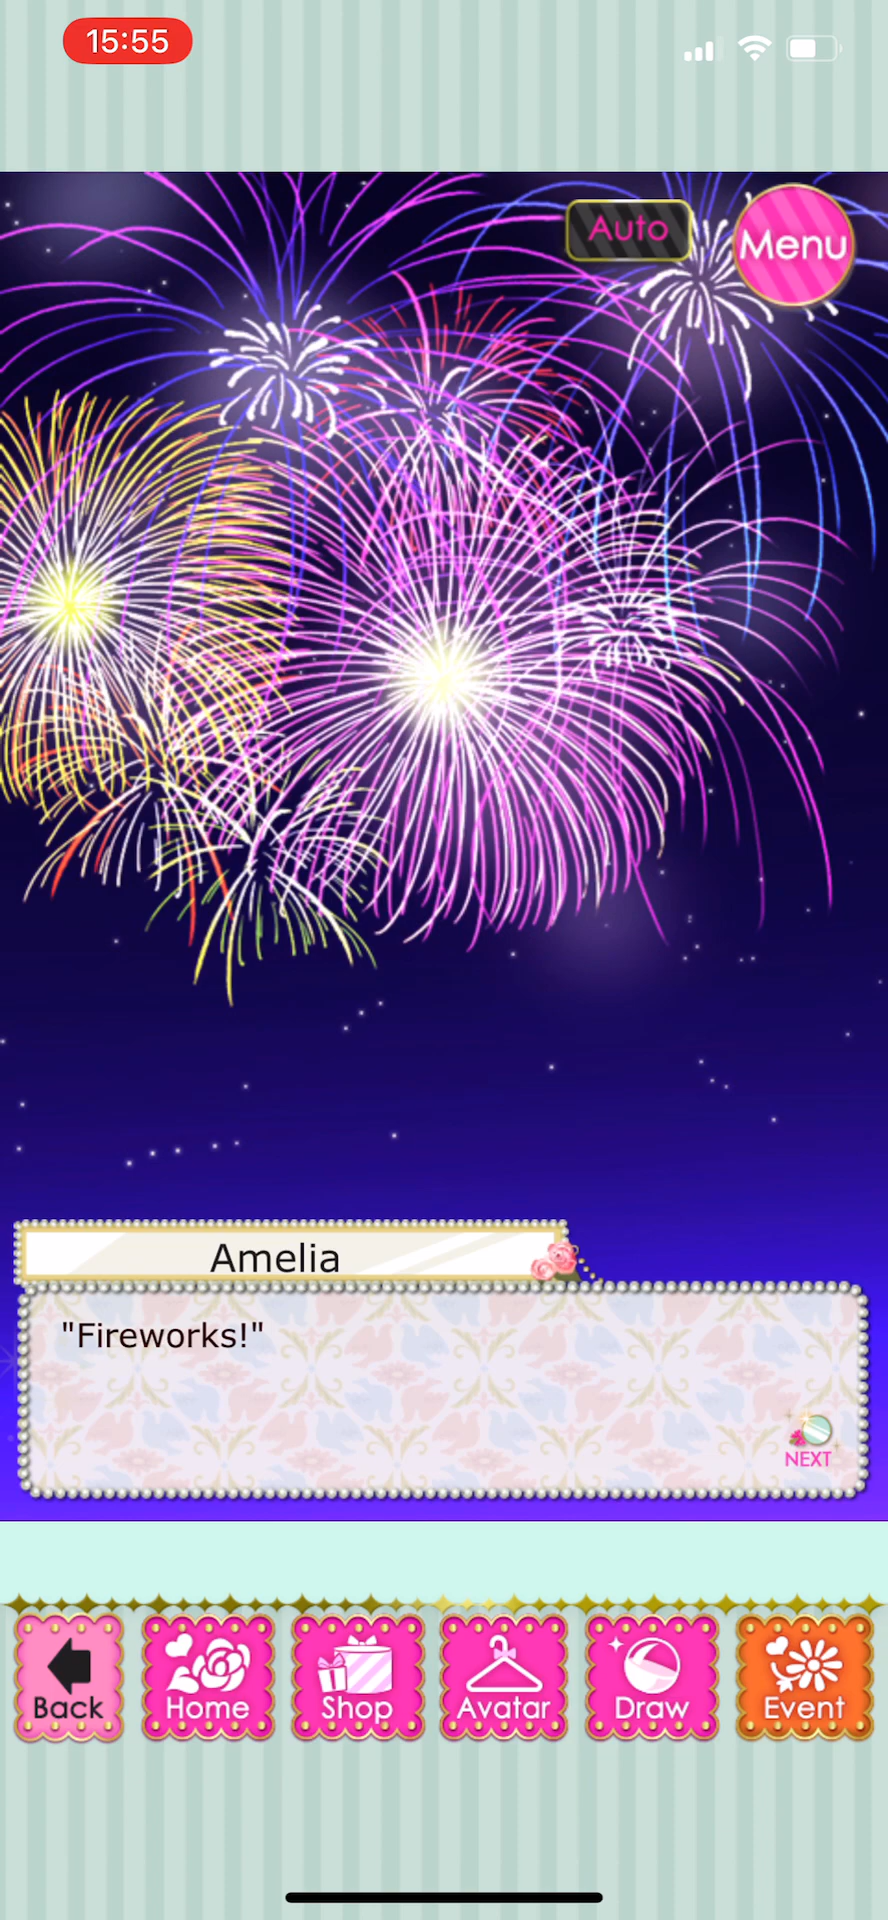 15:55
Auto
Menu
Amelia
"Fireworks!"
NEXT
Back
Home
Shop
Avatar
Draw
Event